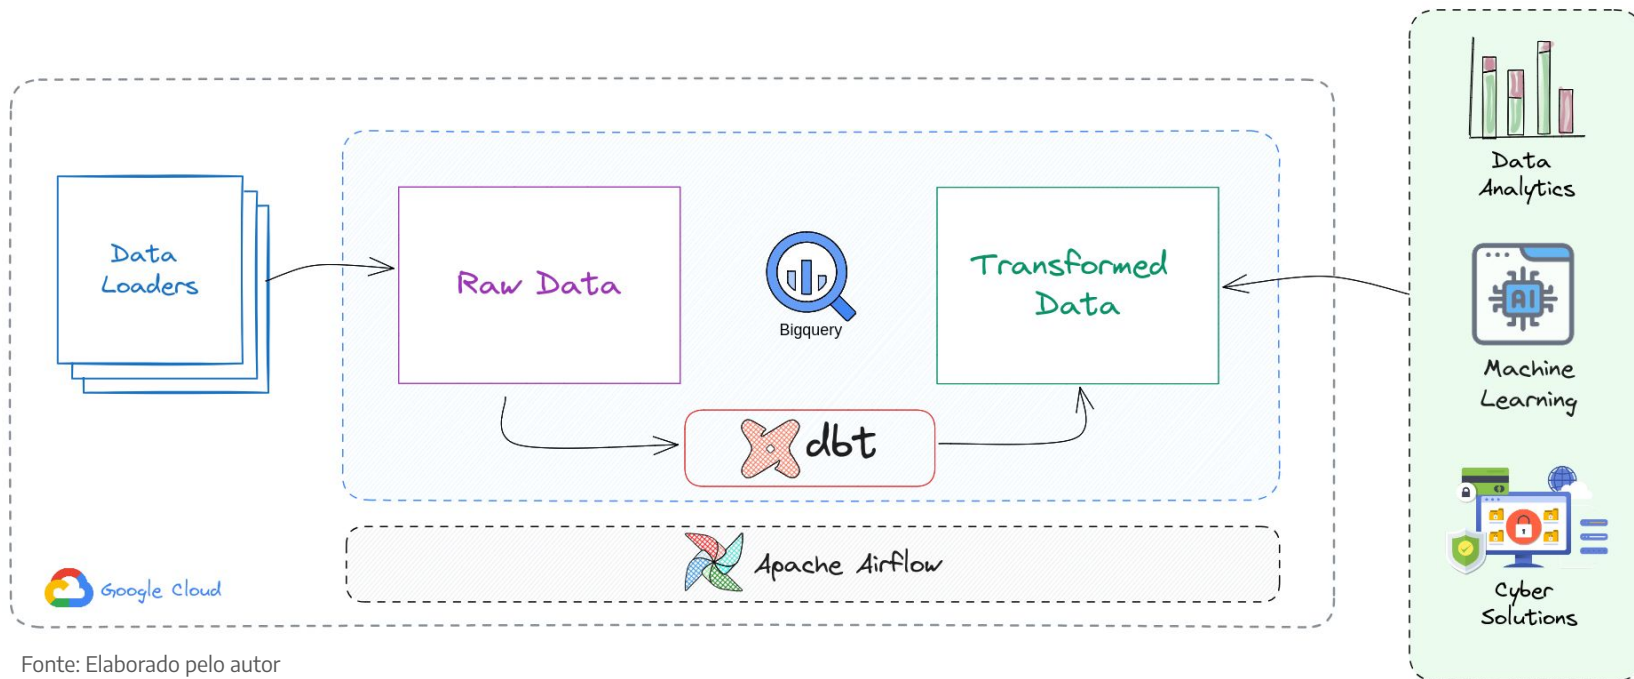 Data
Loaders
Raw Data
Bigquery
Transformed
Data
dbt
Apache Airflow
Google Cloud
Data
Analytics
AI
Machine
Learning
Cyber
Solutions
Fonte: Elaborado pelo autor